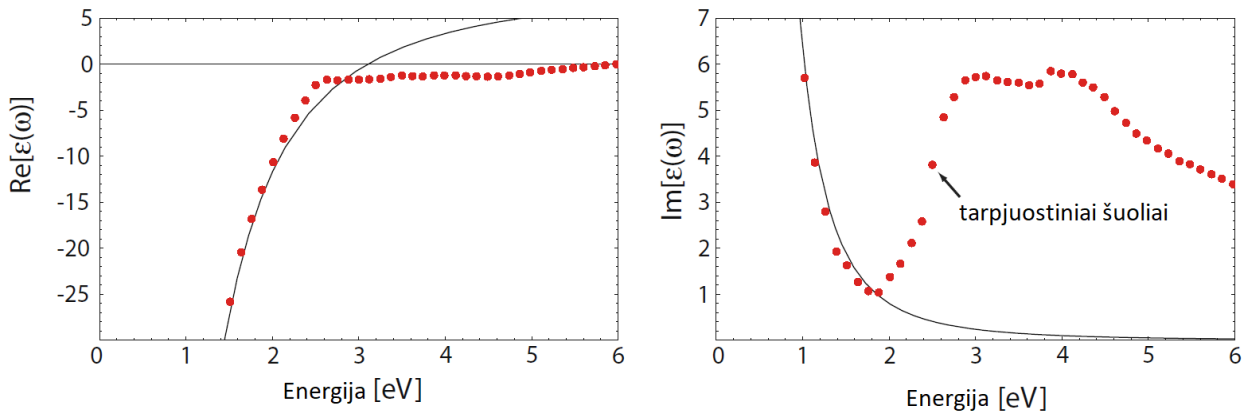 Re[ε(ω)]
5
0
-5
-10
-15
-20
-25
0 1 2 3 4 5 6
Energija [eV]
Im[ε(ω)]
7
6
5
4
3
2
1
tarpjuostiniai šuoliai
0 1 2 3 4 5 6
Energija [eV]